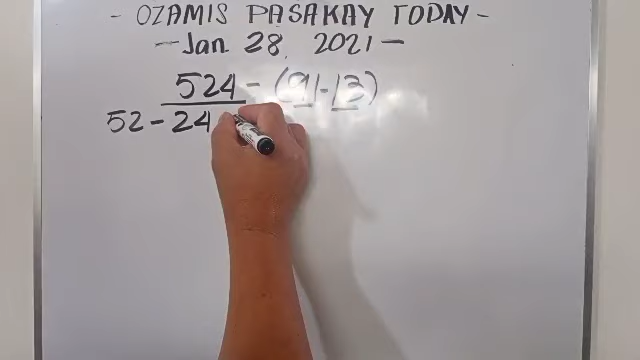 - OZAMIS PASAKAY TODAY -
- Jan 28, 2021 -
524 - (91-13)
52 - 24